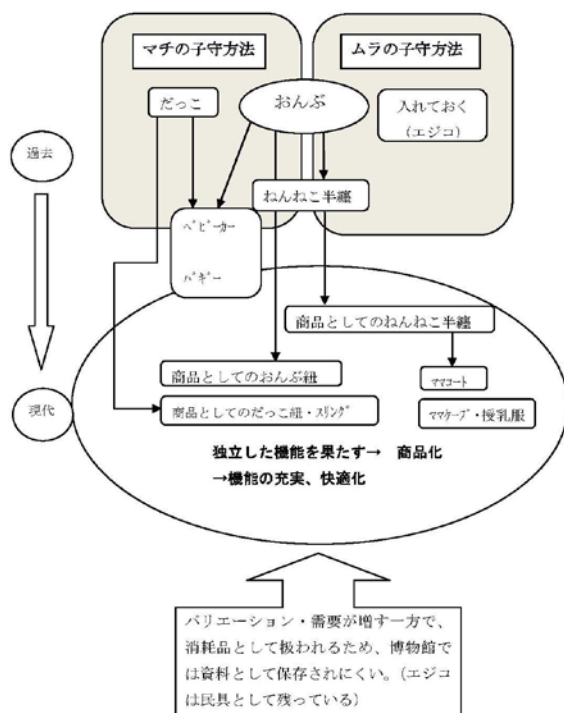 マチの子守方法
ムラの子守方法
だっこ
おんぶ
入れておく
(エジコ)
過去
ねんねこ半纏
ﾍﾞﾋﾞｰｶｰ
ﾊﾞｷﾞｰ
商品としてのねんねこ半纏
商品としてのおんぶ紐
ママコート
現代
商品としてのだっこ紐・ｽﾘﾝｸﾞ
ﾏﾏｹｰﾌﾟ・授乳服
独立した機能を果たす→ 商品化
→機能の充実、快適化
バリエーション・需要が増す一方で、
消耗品として扱われるため、博物館で
は資料として保存されにくい。(エジコ
は民具として残っている)